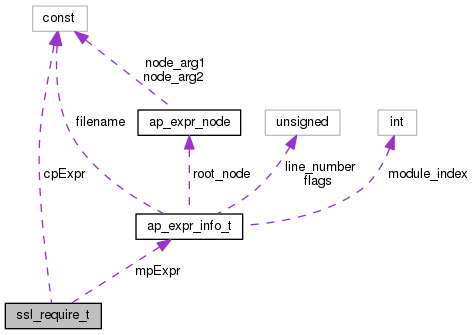 const
node_arg1
node_arg2
filename
ap_expr_node
unsigned
int
cpExpr
root_node
line_number
flags
module_index
ap_expr_info_t
mpExpr
ssl_require_t